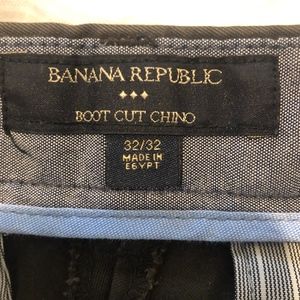 BANANA REPUBLIC
BOOT CUT CHINO
32/32
MADE IN
EGYPT